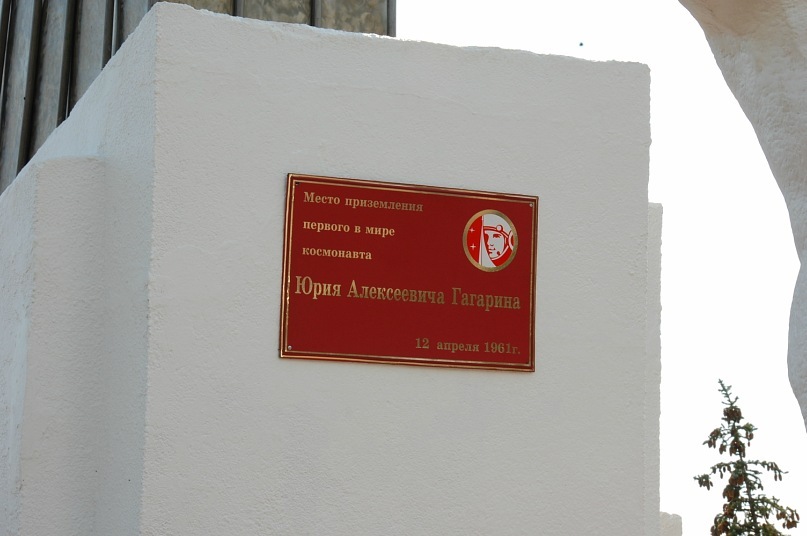 Место приземления
первого в мире
космонавта
Юрия Алексеевича Гагарина
12 апреля 1961г.